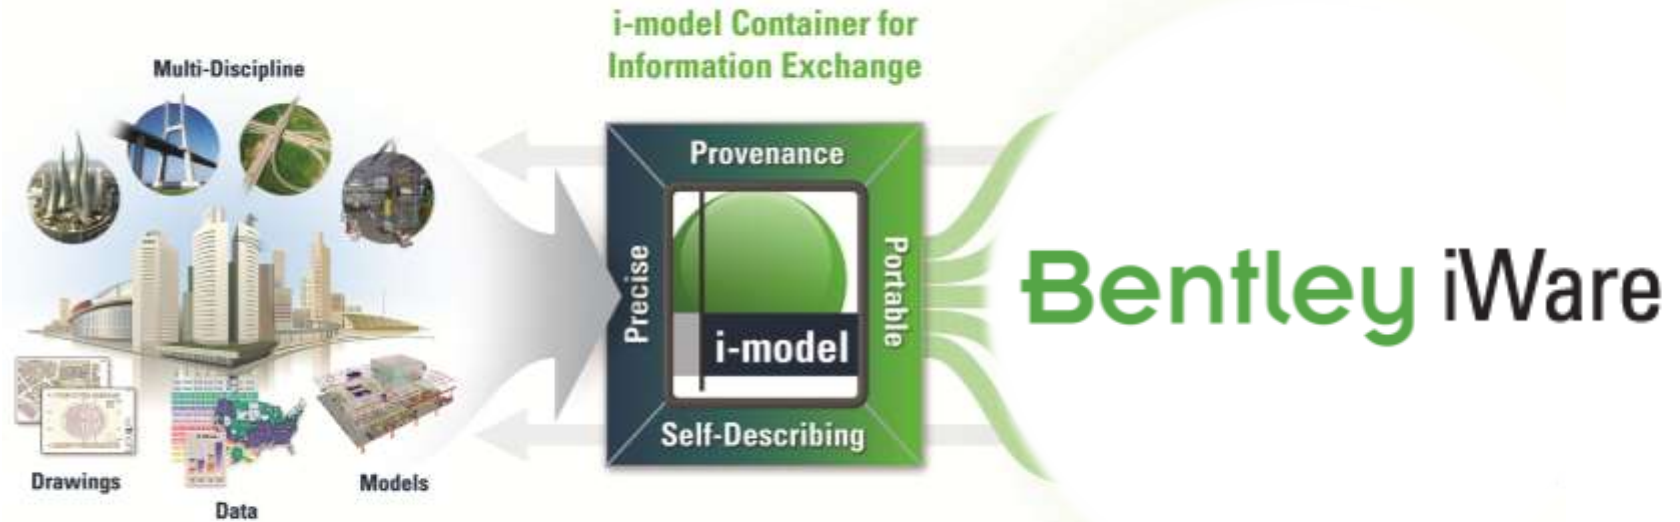 i-model Container for
Information Exchange
Multi-Discipline
Provenance
Precise
Portable
i-model
Self-Describing
Bentley iWare
Drawings
Data
Models